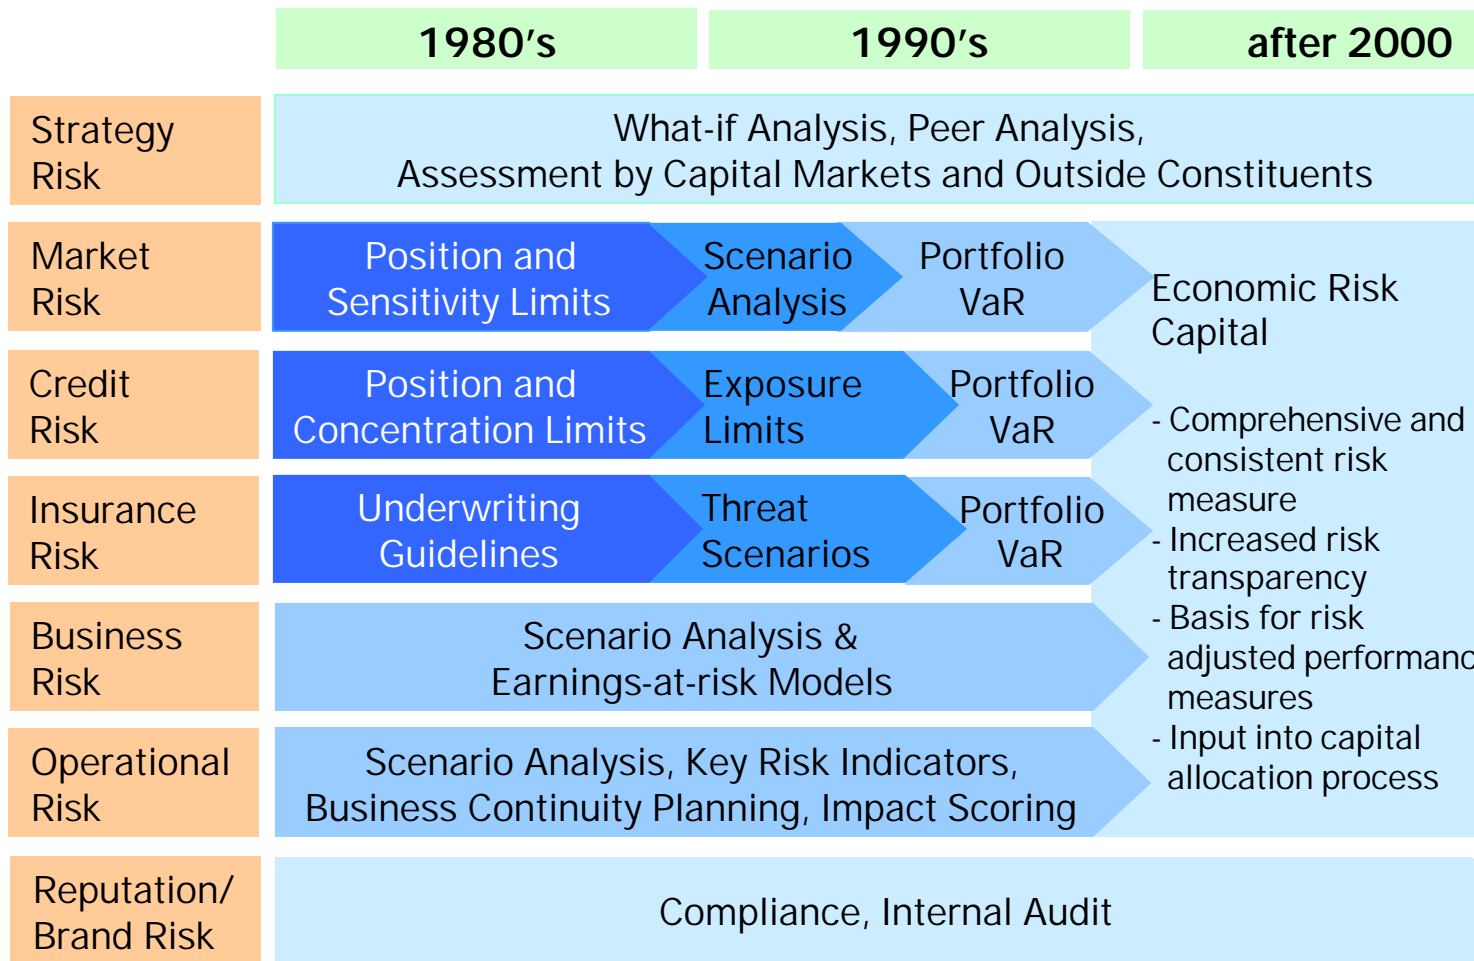 1980's
1990's
after 2000
Strategy
Risk
What-if Analysis, Peer Analysis,
Assessment by Capital Markets and Outside Constituents
Market
Risk
Position and
Sensitivity Limits
Scenario
Analysis
Portfolio
VaR
Credit
Risk
Position and
Concentration Limits
Exposure
Limits
Portfolio
VaR
Insurance
Risk
Underwriting
Guidelines
Threat
Scenarios
Portfolio
VaR
Business
Risk
Scenario Analysis &
Earnings-at-risk Models
Operational
Risk
Scenario Analysis, Key Risk Indicators,
Business Continuity Planning, Impact Scoring
Economic Risk
Capital
- Comprehensive and
consistent risk
measure
- Increased risk
transparency
- Basis for risk
adjusted performanc
measures
- Input into capital
allocation process
Reputation/
Brand Risk
Compliance, Internal Audit